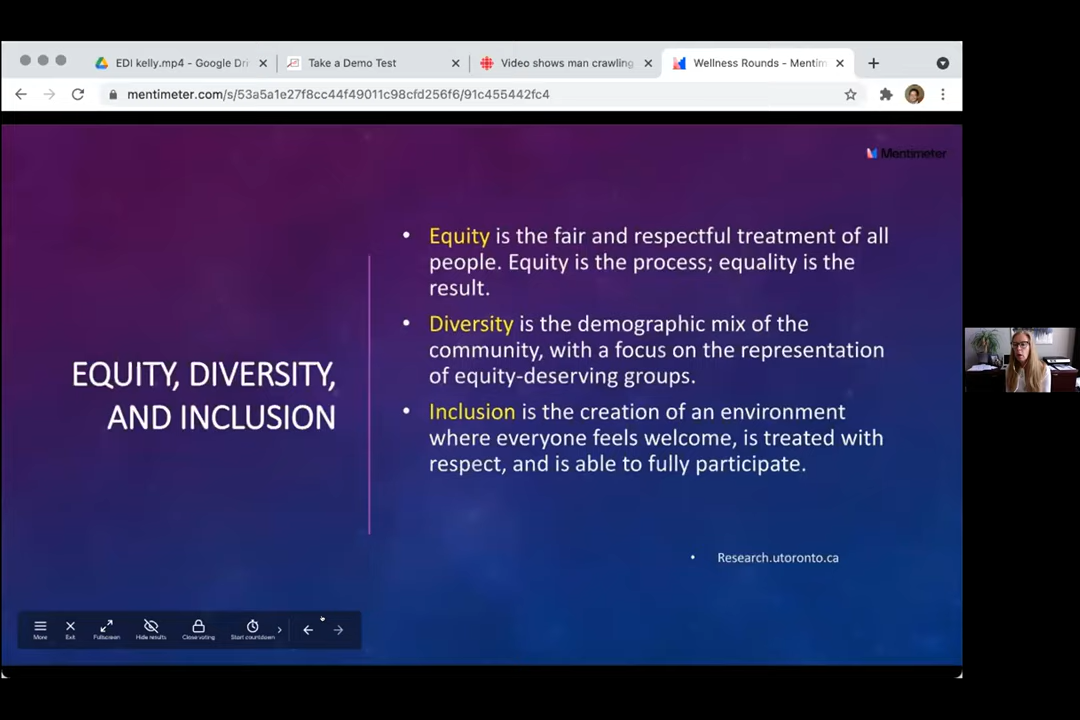 EDI kelly.mp4 - Google Dri
Take a Demo Test
Video shows man crawling
Wellness Rounds - Mentim
mentimeter.com/s/53a5a1e27f8cc44f49011c98cfd256f6/91c455442fc4
Mentimeter
EQUITY, DIVERSITY,
AND INCLUSION
• Equity is the fair and respectful treatment of all
people. Equity is the process; equality is the
result.
• Diversity is the demographic mix of the
community, with a focus on the representation
of equity-deserving groups.
• Inclusion is the creation of an environment
where everyone feels welcome, is treated with
respect, and is able to fully participate.
• Research.utoronto.ca
More Exit Fullscreen Hide results Close voting Start countdown